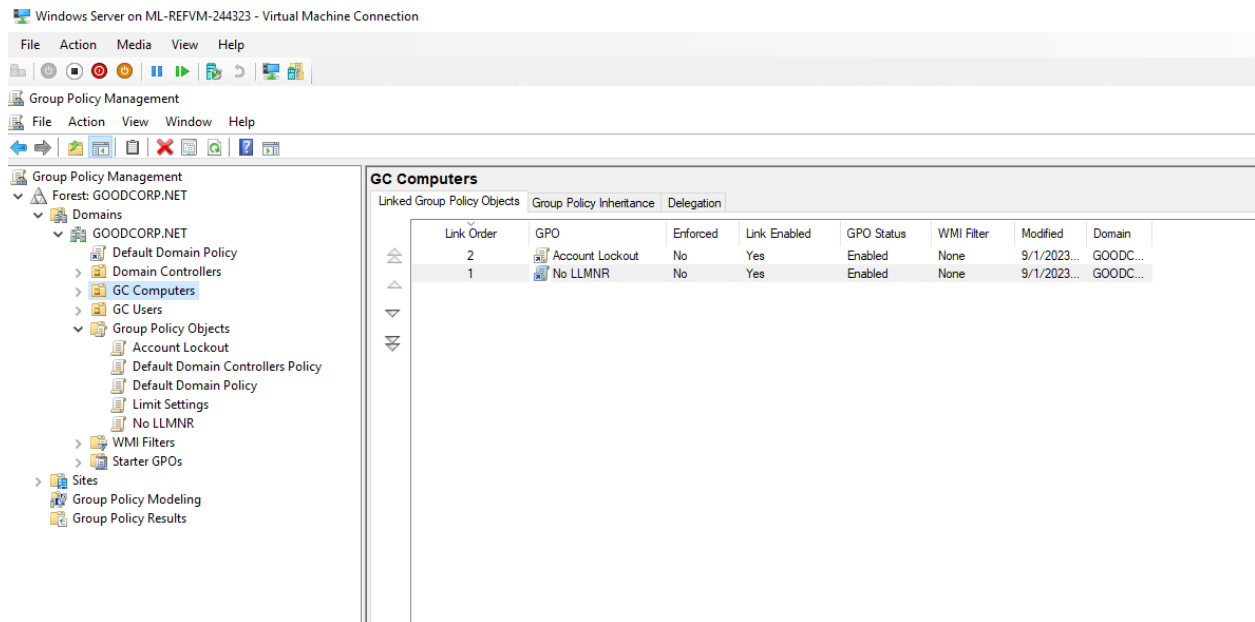 Windows Server on ML-REFVM-244323 - Virtual Machine Connection
File Action Media View Help
Group Policy Management
File Action View Window Help
Group Policy Management
Forest: GOODCORP.NET
Domains
GOODCORP.NET
Default Domain Policy
Domain Controllers
GC Computers
GC Users
Group Policy Objects
Account Lockout
Default Domain Controllers Policy
Default Domain Policy
Limit Settings
No LLMNR
WMI Filters
Starter GPOs
Sites
Group Policy Modeling
Group Policy Results
GC Computers
Linked Group Policy Objects Group Policy Inheritance Delegation
Link Order GPO Enforced Link Enabled GPO Status WMI Filter Modified Domain
2 Account Lockout No Yes Enabled None 9/1/2023... GOODC...
1 No LLMNR No Yes Enabled None 9/1/2023... GOODC...